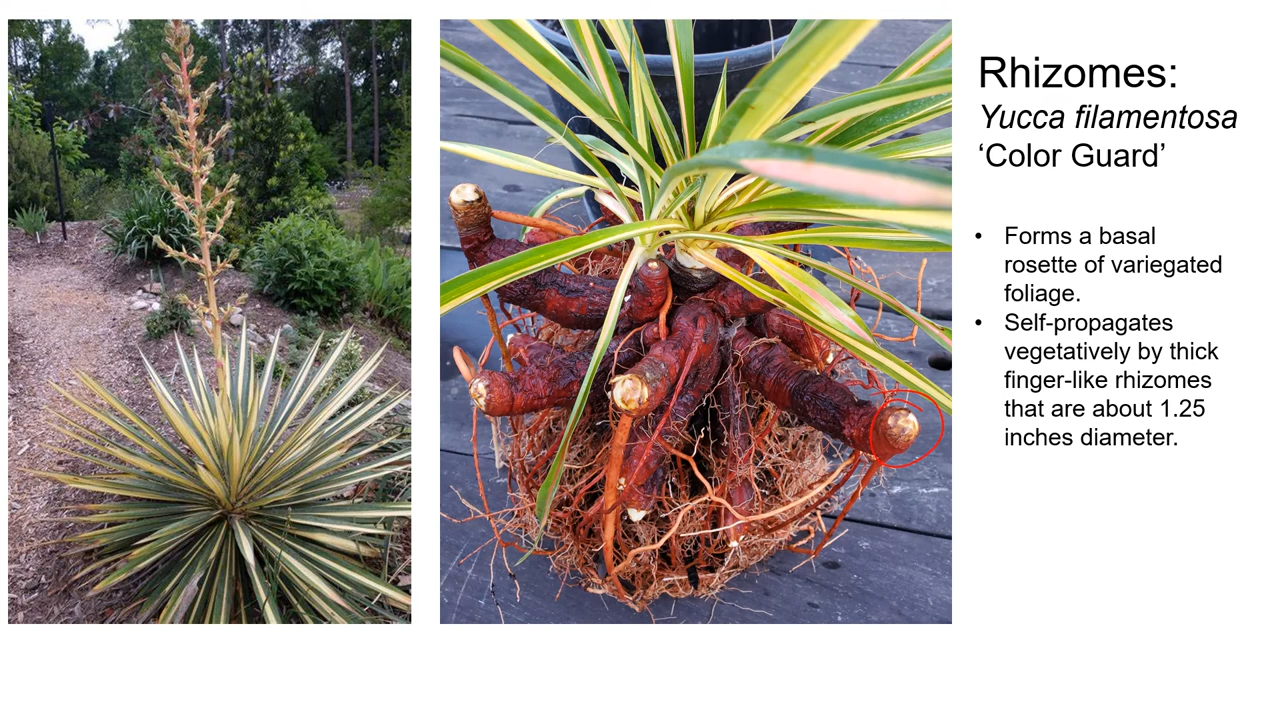 Rhizomes:
Yucca filamentosa
‘Color Guard’
• Forms a basal
rosette of variegated
foliage.
• Self-propagates
vegetatively by thick
finger-like rhizomes
that are about 1.25
inches diameter.